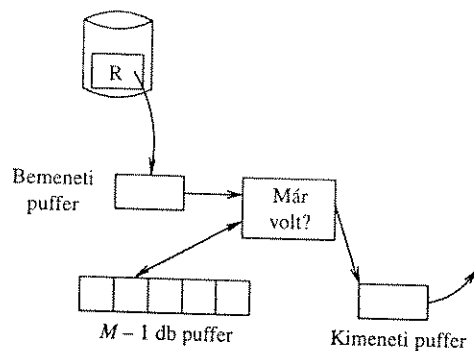 R
Bemeneti
puffer
Már
volt?
M – 1 db puffer
Kimeneti puffer